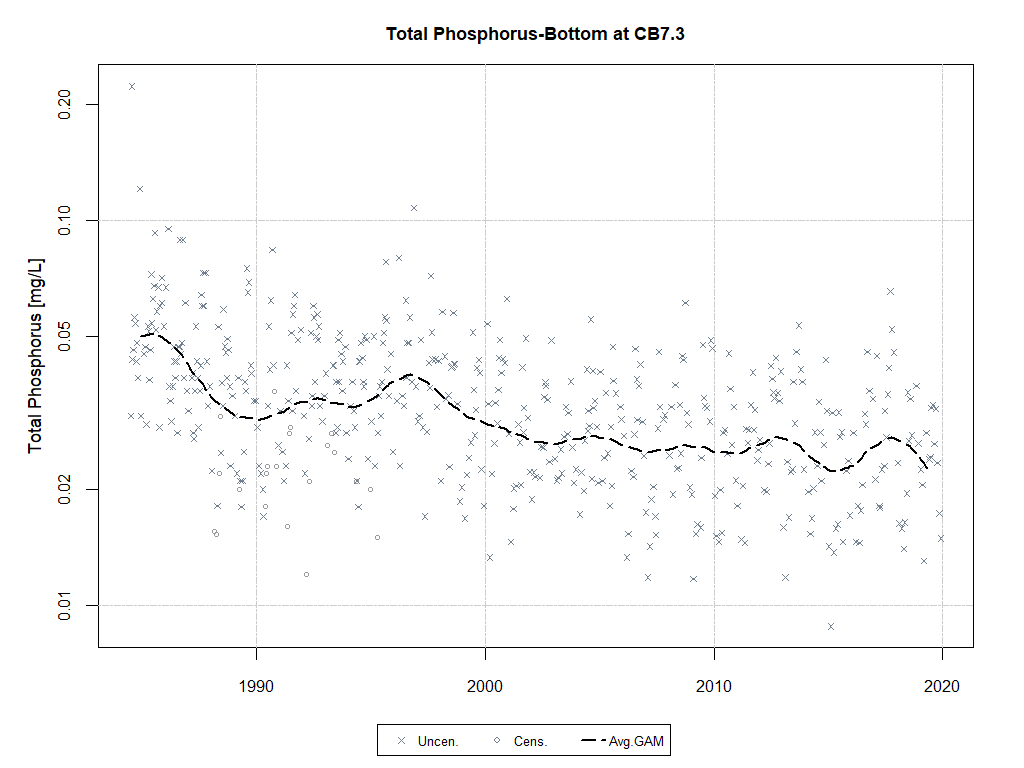 Total Phosphorus-Bottom at CB7.3
Total Phosphorus [mg/L]
0.20
0.10
0.05
0.02
0.01
1990 2000 2010 2020
Uncen. Cens. Avg.GAM